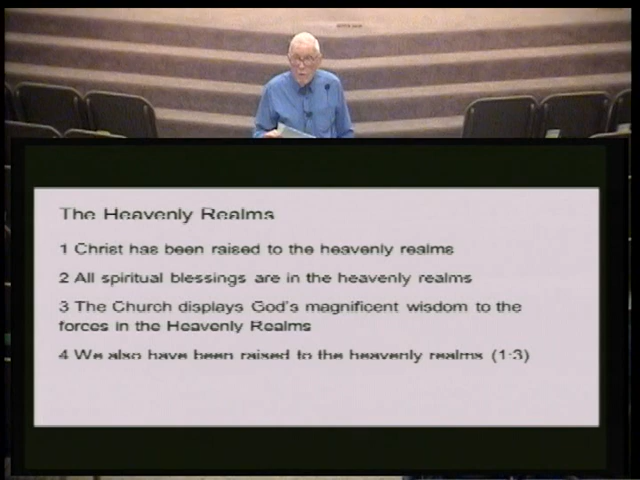 The Heavenly Realms
1 Christ has been raised to the heavenly realms
2 All spiritual blessings are in the heavenly realms
3 The Church displays God's magnificent wisdom to the
forces in the Heavenly Realms
4 We also have been raised to the heavenly realms (1:3)